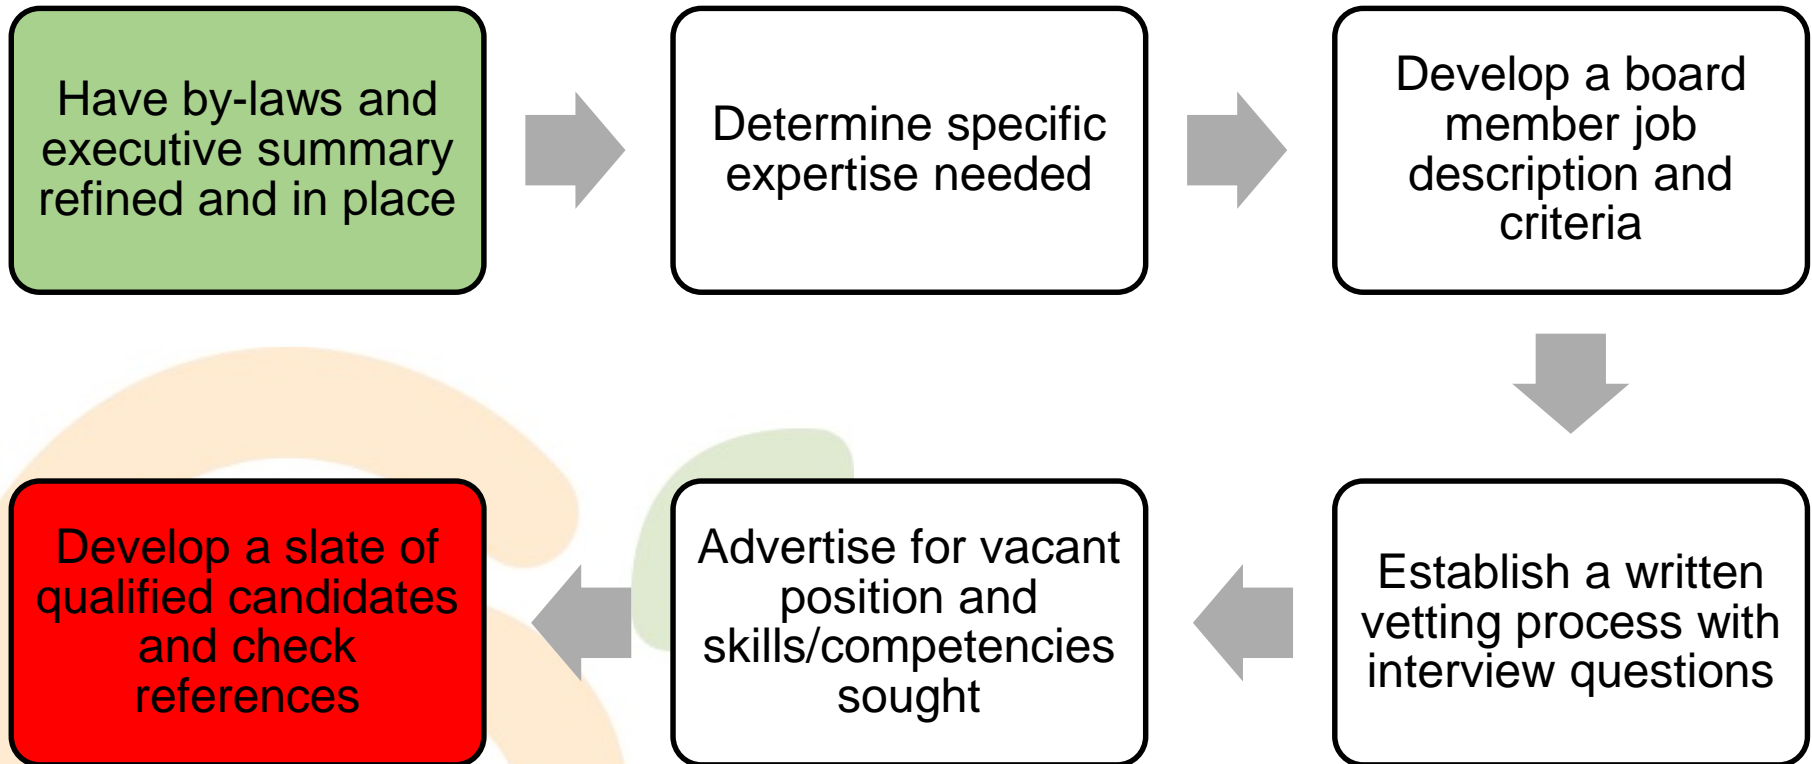 Have by-laws and
executive summary
refined and in place
Determine specific
expertise needed
Develop a board
member job
description and
criteria
Establish a written
vetting process with
interview questions
Advertise for vacant
position and
skills/competencies
sought
Develop a slate of
qualified candidates
and check
references